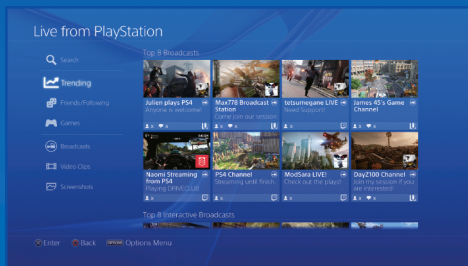 Live from PlayStation
Search
Trending
Friends/Following
Games
Broadcasts
Video Clips
Screenshots
Top 8 Broadcasts
Julien plays PS4
Anyone is welcome!
Max778 Broadcast Station
Come join our session
tetsumegane LIVE
Need Support!
James 45's Game Channel
Naomi Streaming from PS4
Playing DRIVECLUB
PS4 Channel
Streaming until finish
ModSara LIVE!
Check out the plays!
DayZ100 Channel
Join my session if you are interested!
Top 8 Interactive Broadcasts
Enter
Back
OPTIONS Options Menu